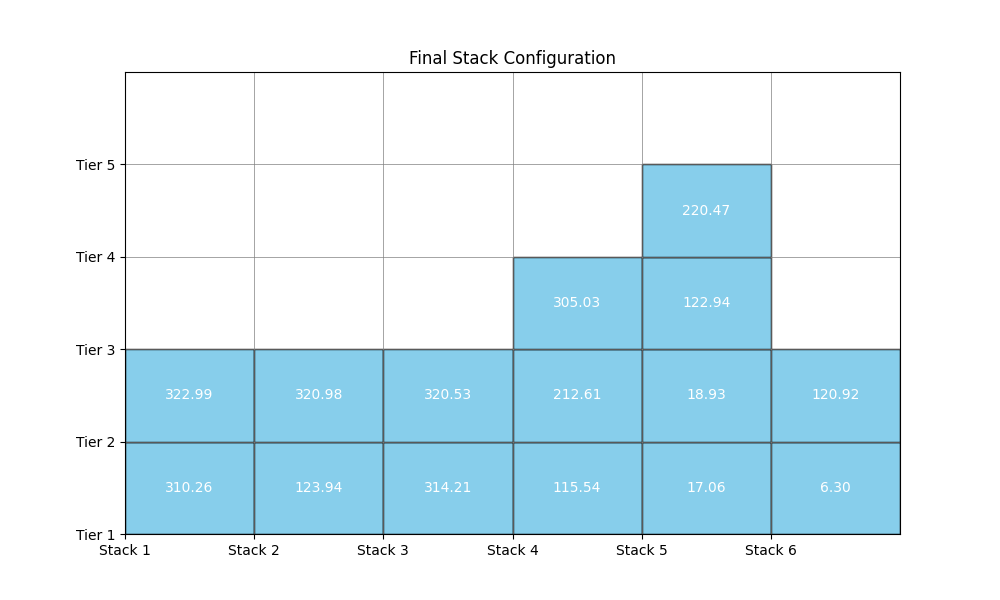 Final Stack Configuration
Tier 5
220.47
Tier 4
305.03 122.94
Tier 3
322.99 320.98 320.53 212.61 18.93 120.92
Tier 2
310.26 123.94 314.21 115.54 17.06 6.30
Tier 1
Stack 1 Stack 2 Stack 3 Stack 4 Stack 5 Stack 6